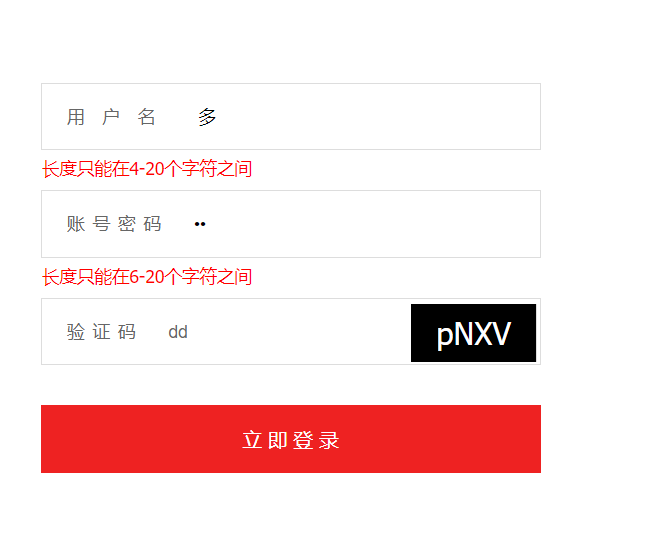 用户名 多
长度只能在4-20个字符之间
账号密码 ••
长度只能在6-20个字符之间
验证码 dd pNXV
立即登录